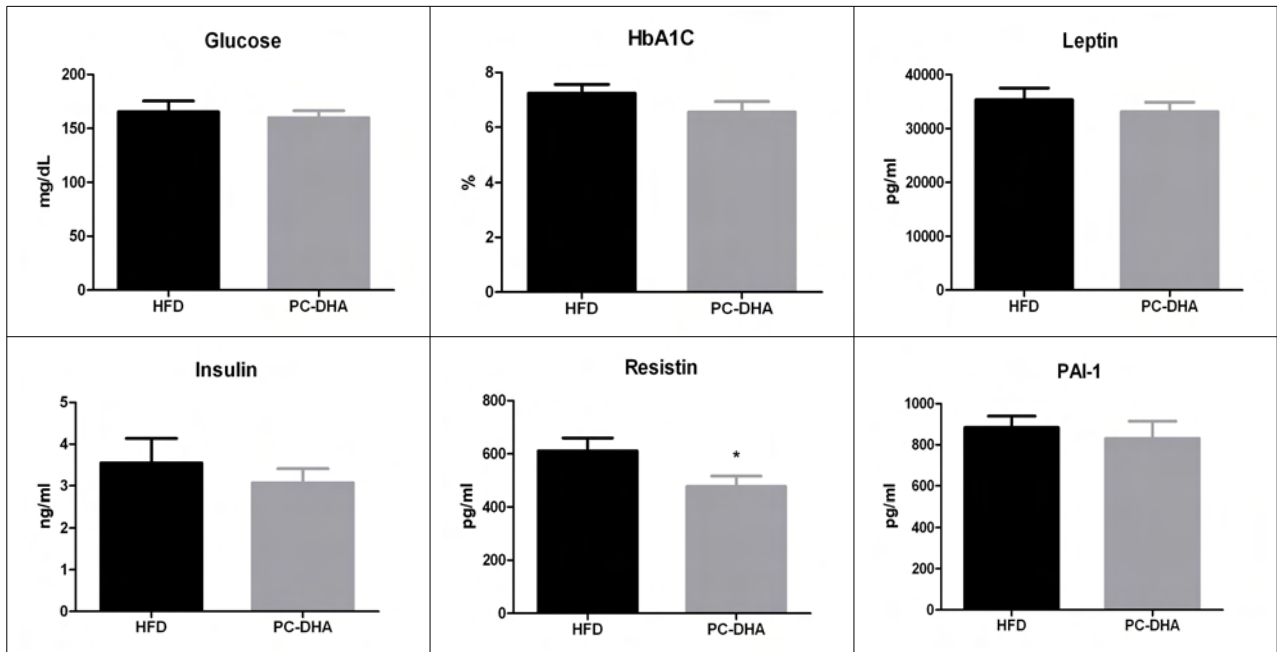 Glucose
200
150
100
50
0
mg/dL
HFD PC-DHA
HbA1C
8
6
4
2
0
%
HFD PC-DHA
Leptin
40000
30000
20000
10000
0
pg/ml
HFD PC-DHA
Insulin
5
4
3
2
1
0
ng/ml
HFD PC-DHA
Resistin
800
600
400
200
0
pg/ml
*
HFD PC-DHA
PAI-1
1000
800
600
400
200
0
pg/ml
HFD PC-DHA